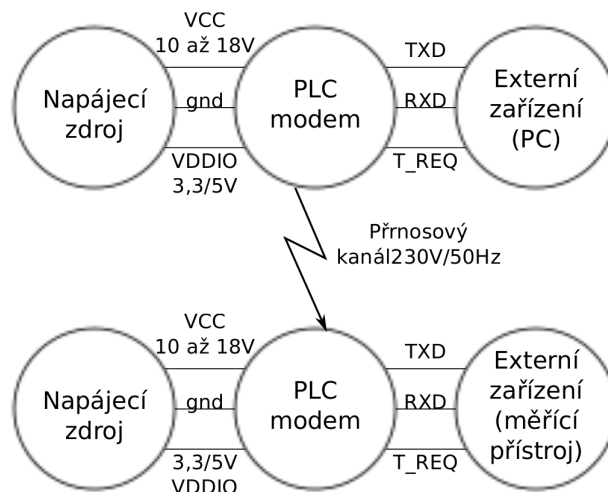 VCC
10 až 18V
TXD
Napájecí
zdroj
gnd
PLC
modem
RXD
Externí
zařízení
(PC)
VDDIO
3,3/5V
T_REQ
Přrnosový
kanál230V/50Hz
VCC
10 až 18V
TXD
Napájecí
zdroj
gnd
PLC
modem
RXD
Externí
zařízení
(měřící
přístroj)
3,3/5V
VDDIO
T_REQ